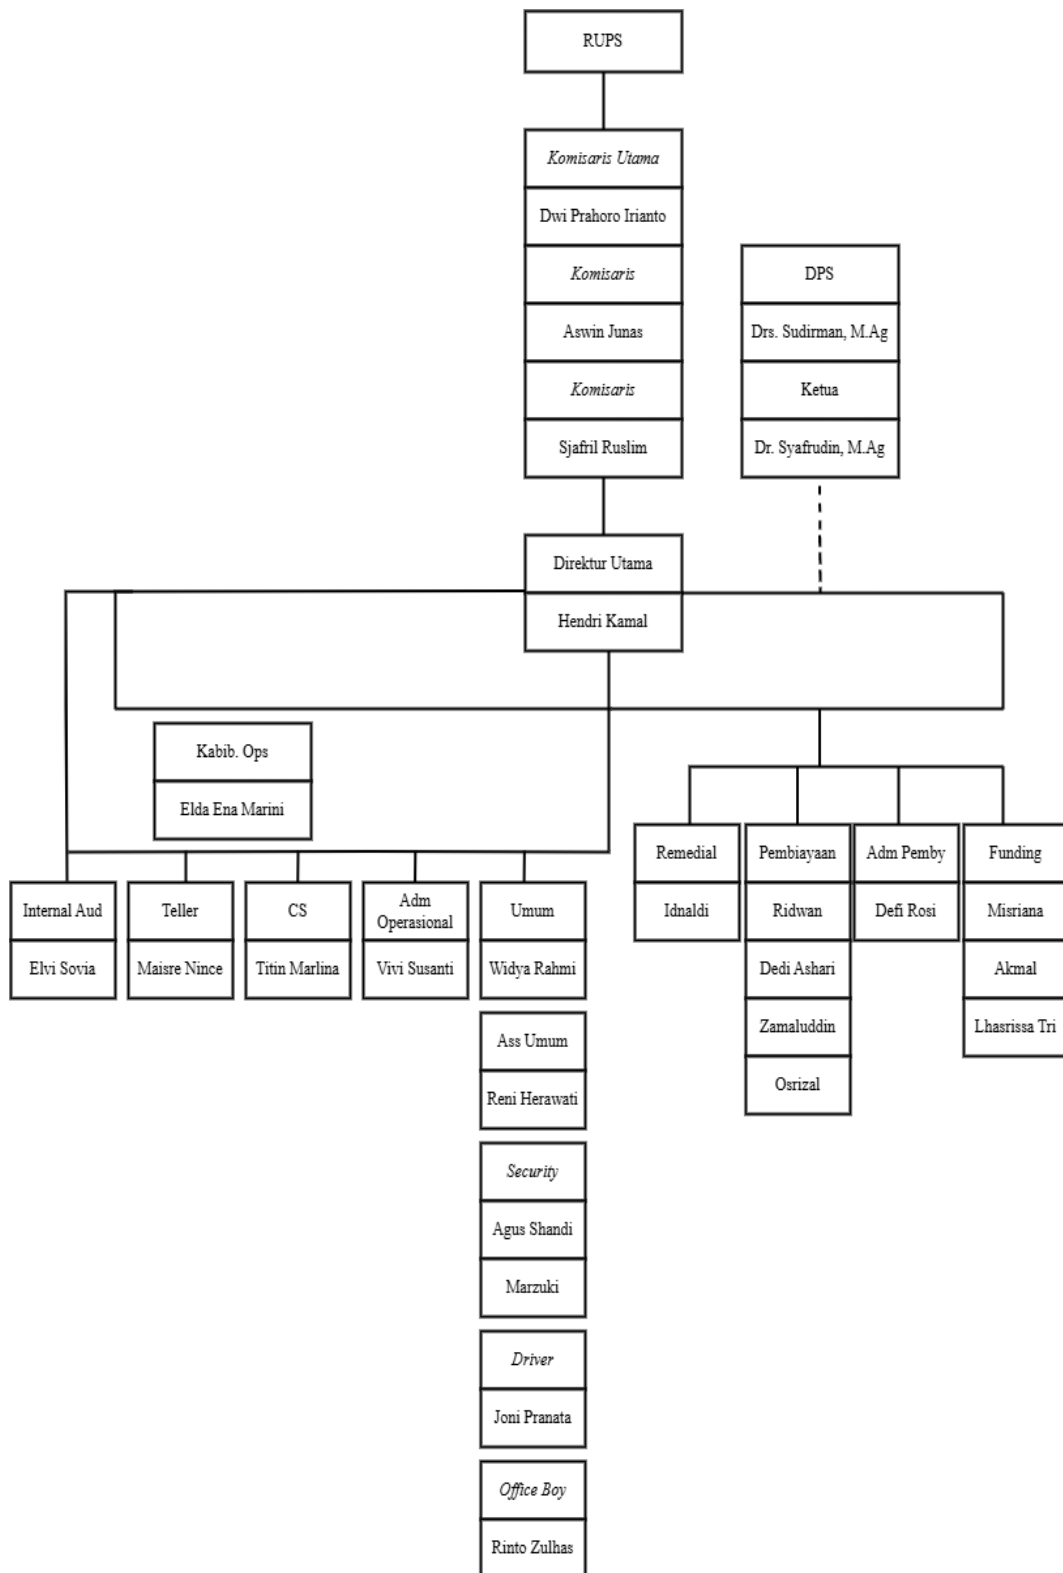 RUPS
Komisaris Utama
Dwi Prahoro Irianto
Komisaris
Aswin Junas
Komisaris
Sjafril Ruslim
DPS
Drs. Sudirman, M.Ag
Ketua
Dr. Syafrudin, M.Ag
Direktur Utama
Hendri Kamal
Kabib. Ops
Elda Ena Marini
Internal Aud
Elvi Sovia
Teller
Maisre Nince
CS
Titin Marlina
Adm
Operasional
Vivi Susanti
Umum
Widya Rahmi
Ass Umum
Reni Herawati
Security
Agus Shandi
Marzuki
Driver
Joni Pranata
Office Boy
Rinto Zulhas
Remedial
Idnaldi
Pembiayaan
Ridwan
Dedi Ashari
Zamaluddin
Osrizal
Adm Pemby
Defi Rosi
Funding
Misriana
Akmal
Lhasrissa Tri